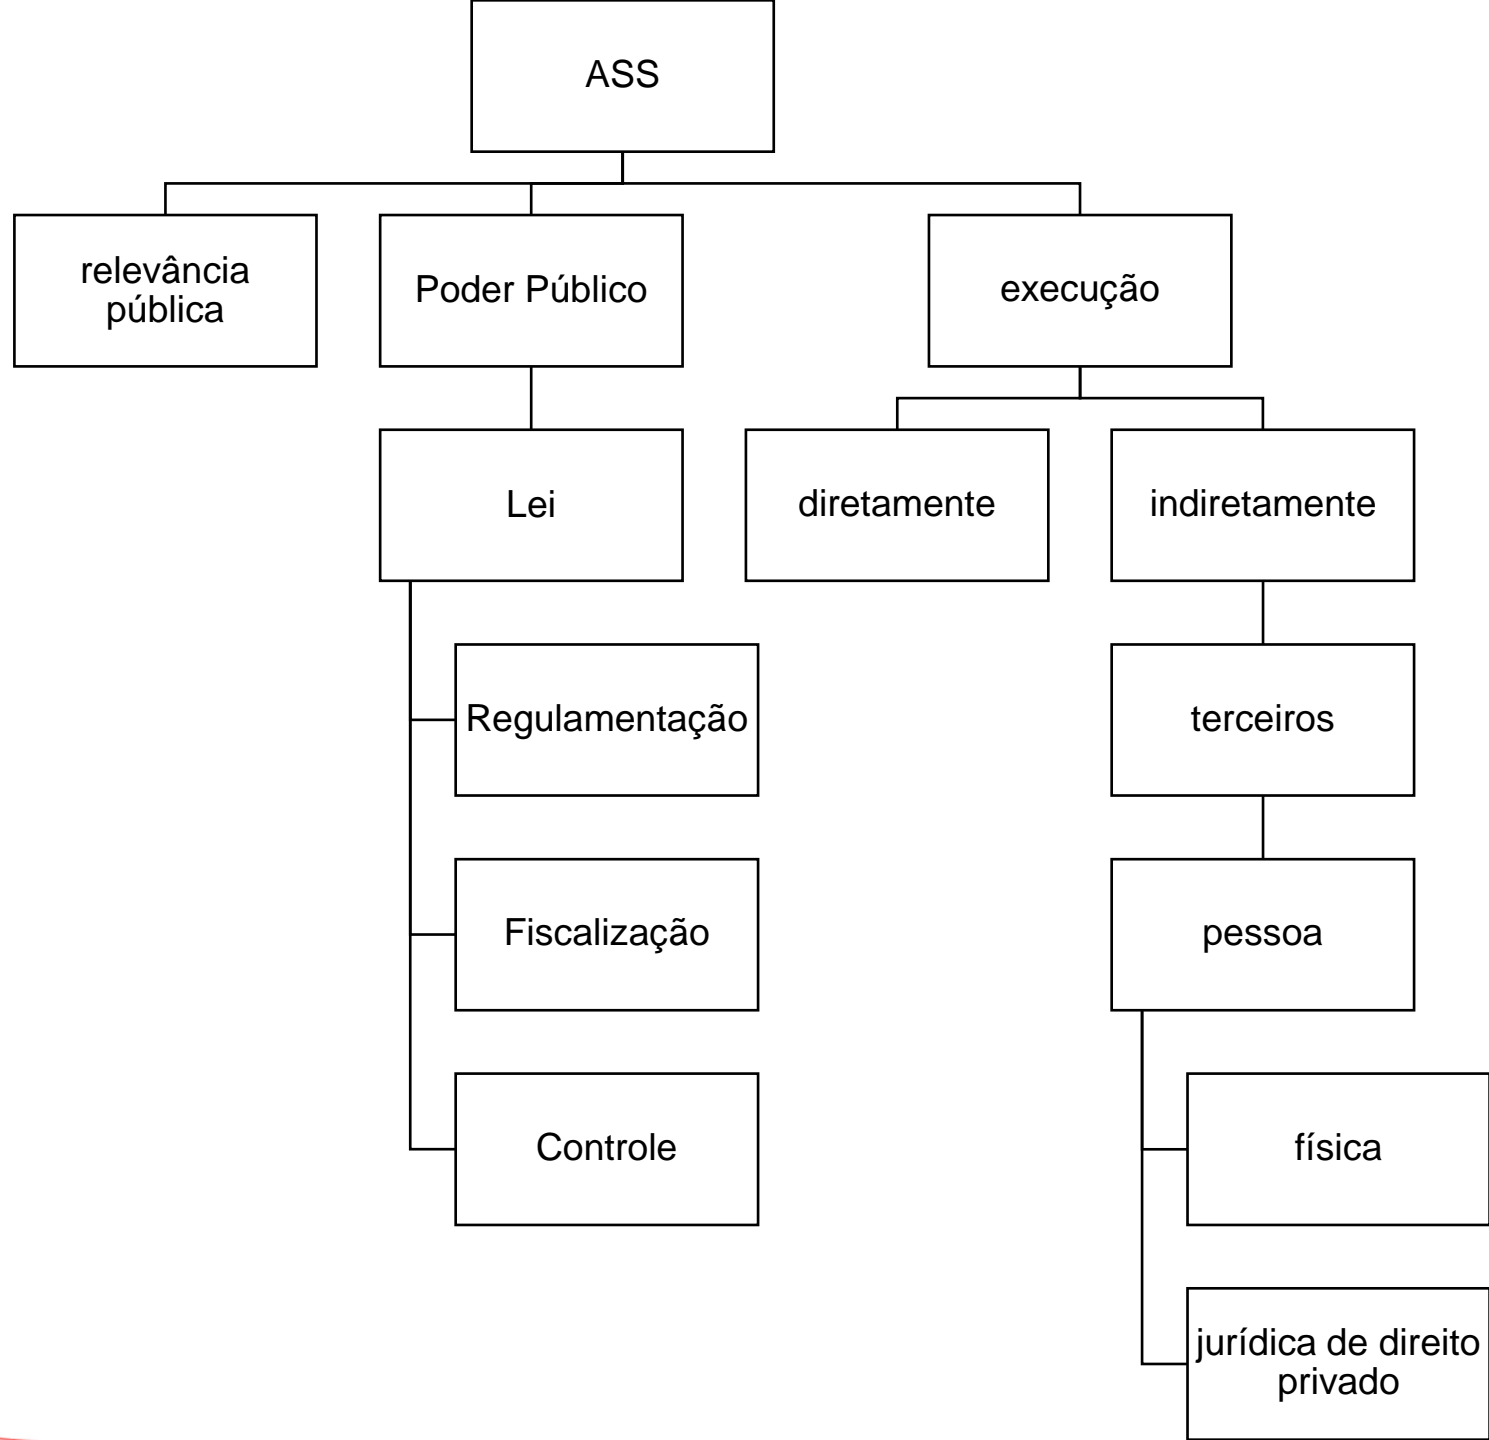 ASS
relevância
pública
Poder Público
execução
Lei
diretamente
indiretamente
Regulamentação
terceiros
Fiscalização
pessoa
Controle
física
jurídica de direito
privado